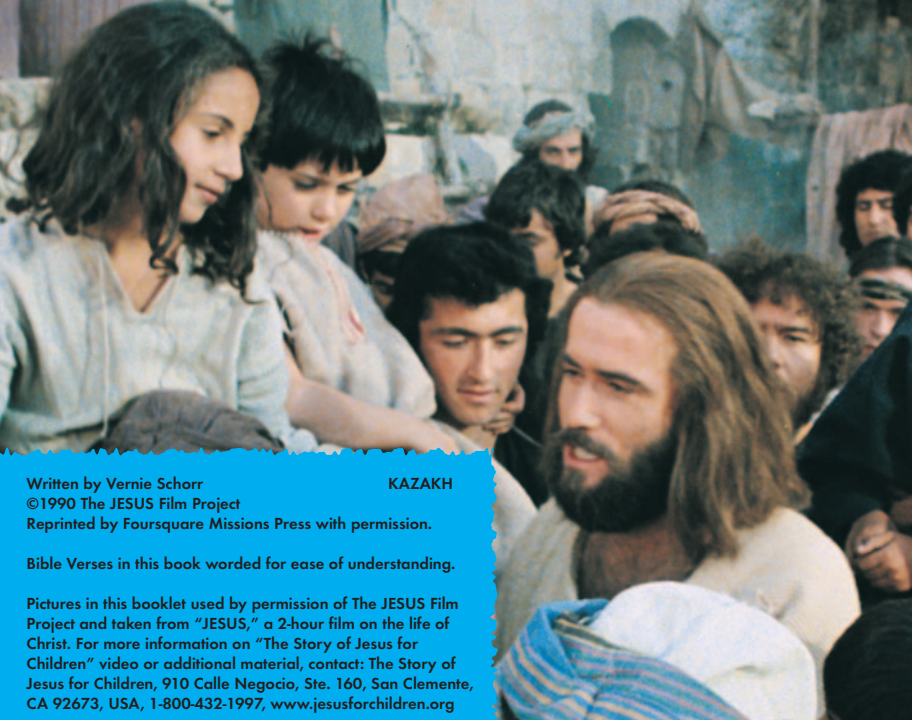 Written by Vernie Schorr KAZAKH
©1990 The JESUS Film Project
Reprinted by Foursquare Missions Press with permission.
Bible Verses in this book worded for ease of understanding.
Pictures in this booklet used by permission of The JESUS Film
Project and taken from “JESUS,” a 2-hour film on the life of
Christ. For more information on “The Story of Jesus for
Children” video or additional material, contact: The Story of
Jesus for Children, 910 Calle Negocio, Ste. 160, San Clemente,
CA 92673, USA, 1-800-432-1997, www.jesusforchildren.org